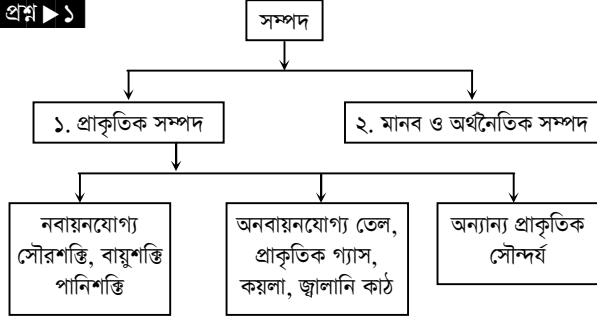 প্রশ্ন ▶ ১
সম্পদ
১. প্রাকৃতিক সম্পদ
২. মানব ও অর্থনৈতিক সম্পদ
নবায়নযোগ্য
সৌরশক্তি, বায়ুশক্তি
পানিশক্তি
অনবায়নযোগ্য তেল,
প্রাকৃতিক গ্যাস,
কয়লা, জ্বালানি কাঠ
অন্যান্য প্রাকৃতিক
সৌন্দর্য